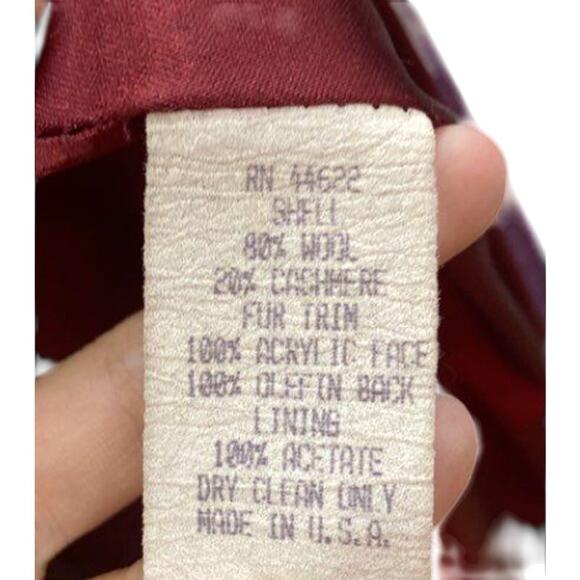 RN 44622
SHELL
80% WOOL
20% CASHMERE
FUR TRIM
100% ACRYLIC FACE
100% OLEFIN BACK
LINING
100% ACETATE
DRY CLEAN ONLY
MADE IN U.S.A.